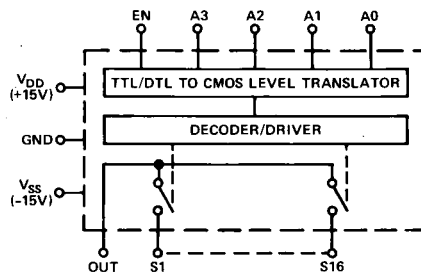 EN A3 A2 A1 A0
TTL/DTL TO CMOS LEVEL TRANSLATOR
VDD
(+15V)
DECODER/DRIVER
GND
VSS
(-15V)
OUT S1 S16